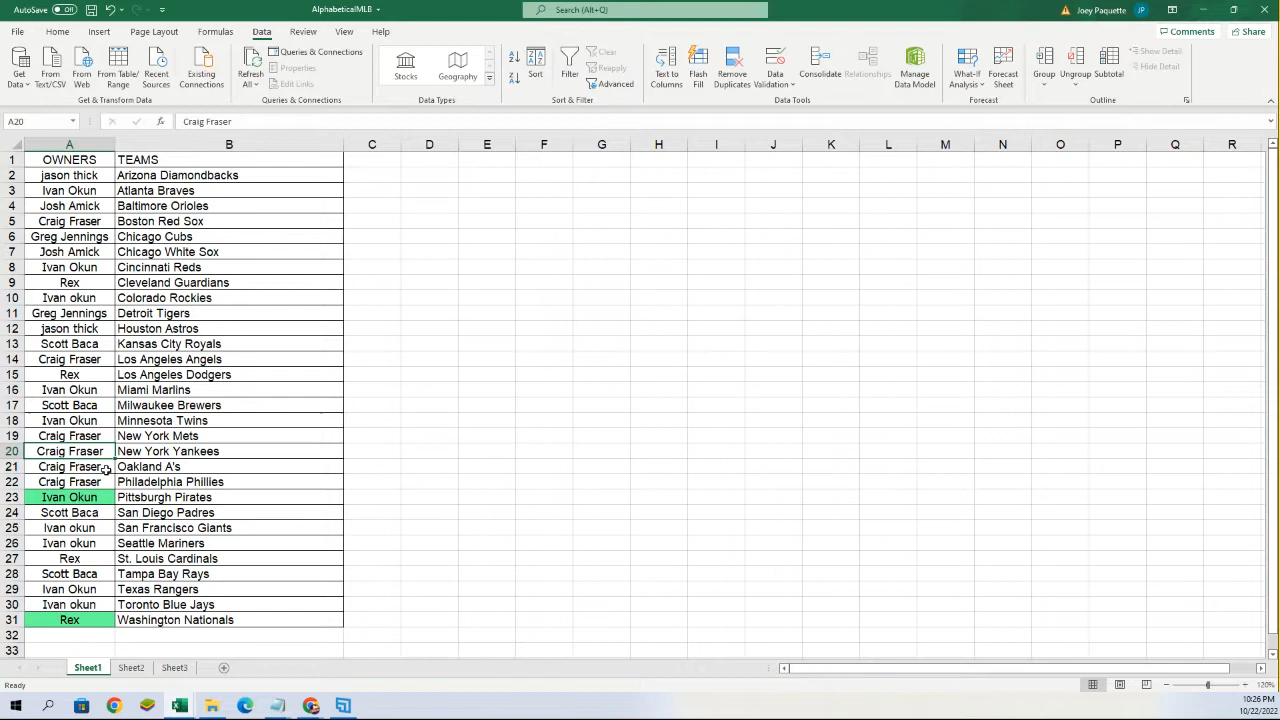 AutoSave Off AlphabeticalMLB Search (Alt+Q) Joey Paquette JP
File Home Insert Page Layout Formulas Data Review View Help Comments Share
Get Data From Text/CSV From Web From Table/Range Recent Sources Existing Connections
Get & Transform Data
Refresh All Queries & Connections Properties Edit Links
Queries & Connections
Stocks Geography
Data Types
Sort Filter Clear Reapply Advanced
Sort & Filter
Text to Columns Flash Fill Remove Duplicates Data Validation Consolidate Relationships Manage Data Model
Data Tools
What-If Analysis Forecast Sheet
Forecast
Group Ungroup Subtotal Show Detail Hide Detail
Outline
A20 fx Craig Fraser
A B C D E F G H I J K L M N O P Q R
1 OWNERS TEAMS
2 jason thick Arizona Diamondbacks
3 Ivan Okun Atlanta Braves
4 Josh Amick Baltimore Orioles
5 Craig Fraser Boston Red Sox
6 Greg Jennings Chicago Cubs
7 Josh Amick Chicago White Sox
8 Ivan Okun Cincinnati Reds
9 Rex Cleveland Guardians
10 Ivan okun Colorado Rockies
11 Greg Jennings Detroit Tigers
12 jason thick Houston Astros
13 Scott Baca Kansas City Royals
14 Craig Fraser Los Angeles Angels
15 Rex Los Angeles Dodgers
16 Ivan Okun Miami Marlins
17 Scott Baca Milwaukee Brewers
18 Ivan Okun Minnesota Twins
19 Craig Fraser New York Mets
20 Craig Fraser New York Yankees
21 Craig Fraser Oakland A's
22 Craig Fraser Philadelphia Phillies
23 Ivan Okun Pittsburgh Pirates
24 Scott Baca San Diego Padres
25 Ivan okun San Francisco Giants
26 Ivan okun Seattle Mariners
27 Rex St. Louis Cardinals
28 Scott Baca Tampa Bay Rays
29 Ivan Okun Texas Rangers
30 Ivan okun Toronto Blue Jays
31 Rex Washington Nationals
32
33
Sheet1 Sheet2 Sheet3
Ready 120%
10:26 PM
10/22/2023